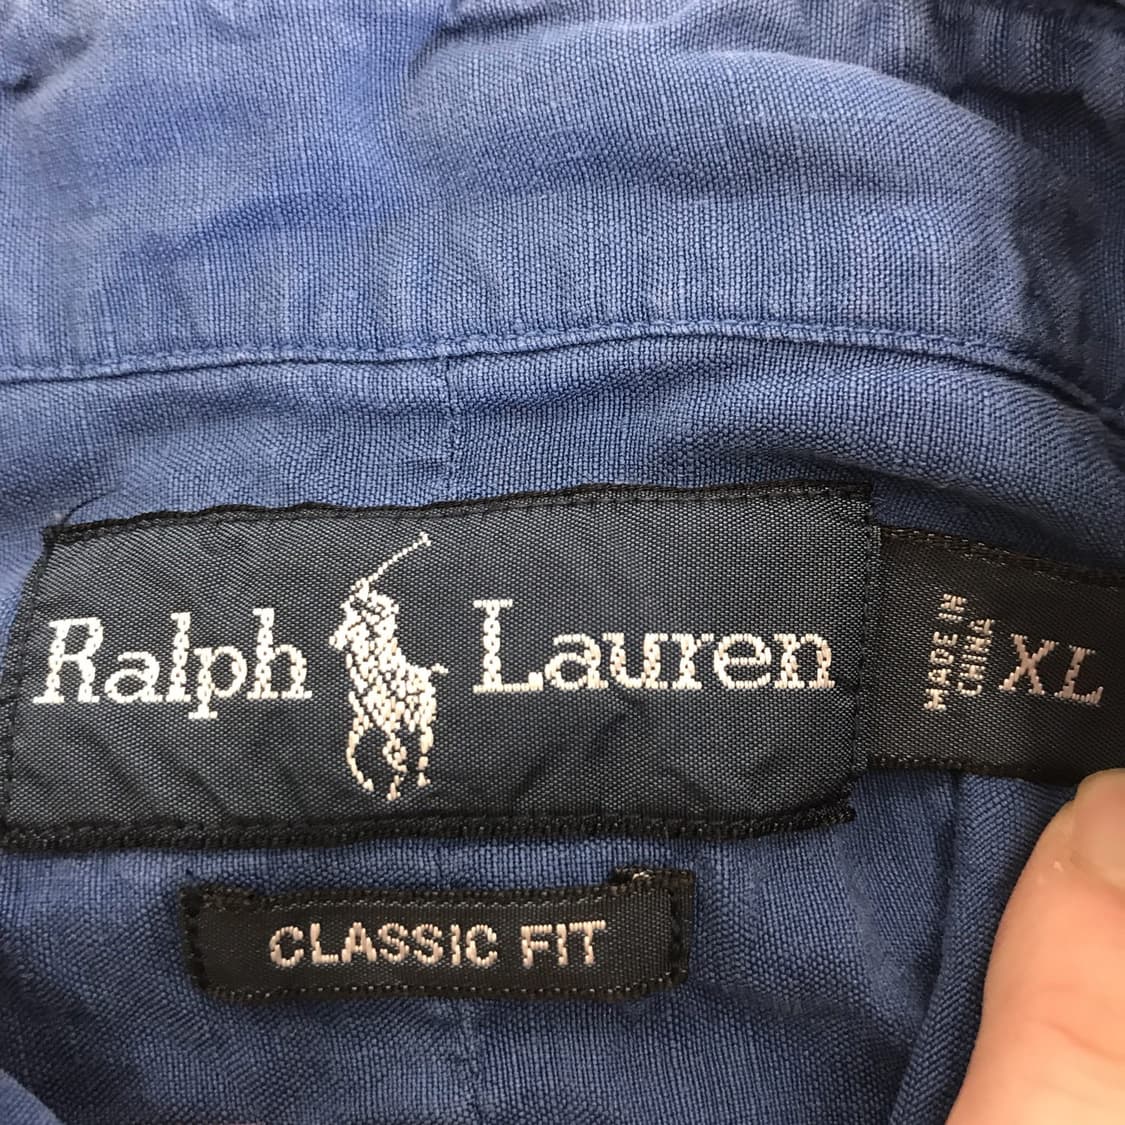 Ralph Lauren
MADE IN
CHINA
XL
CLASSIC FIT